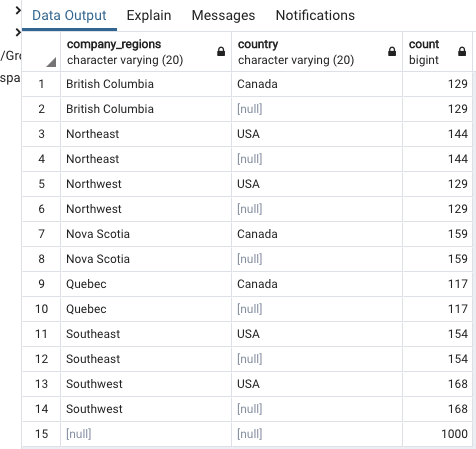 Data Output Explain Messages Notifications
/Gr
spa
company_regions country count
character varying (20) character varying (20) bigint
1 British Columbia Canada 129
2 British Columbia [null] 129
3 Northeast USA 144
4 Northeast [null] 144
5 Northwest USA 129
6 Northwest [null] 129
7 Nova Scotia Canada 159
8 Nova Scotia [null] 159
9 Quebec Canada 117
10 Quebec [null] 117
11 Southeast USA 154
12 Southeast [null] 154
13 Southwest USA 168
14 Southwest [null] 168
15 [null] [null] 1000